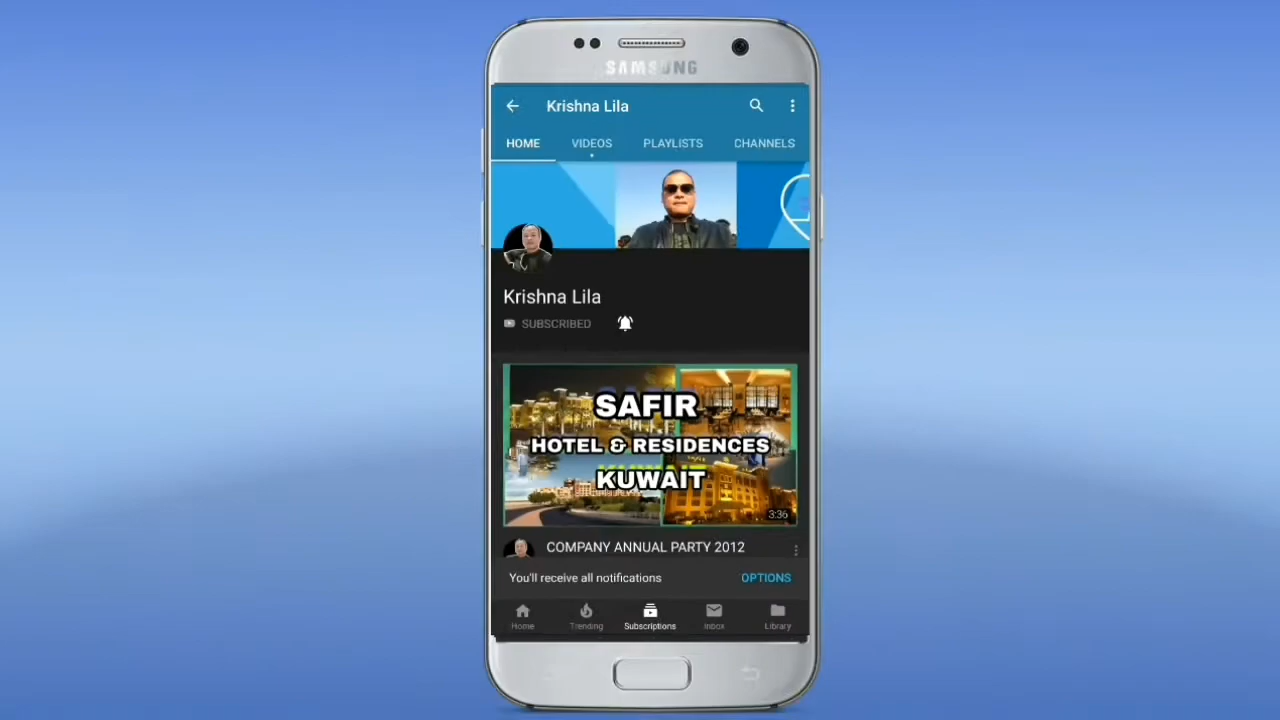 SAMSUNG
Krishna Lila
HOME VIDEOS PLAYLISTS CHANNELS
Krishna Lila
SUBSCRIBED
SAFIR
HOTEL & RESIDENCES
KUWAIT
3:36
COMPANY ANNUAL PARTY 2012
You'll receive all notifications OPTIONS
Home Trending Subscriptions Inbox Library